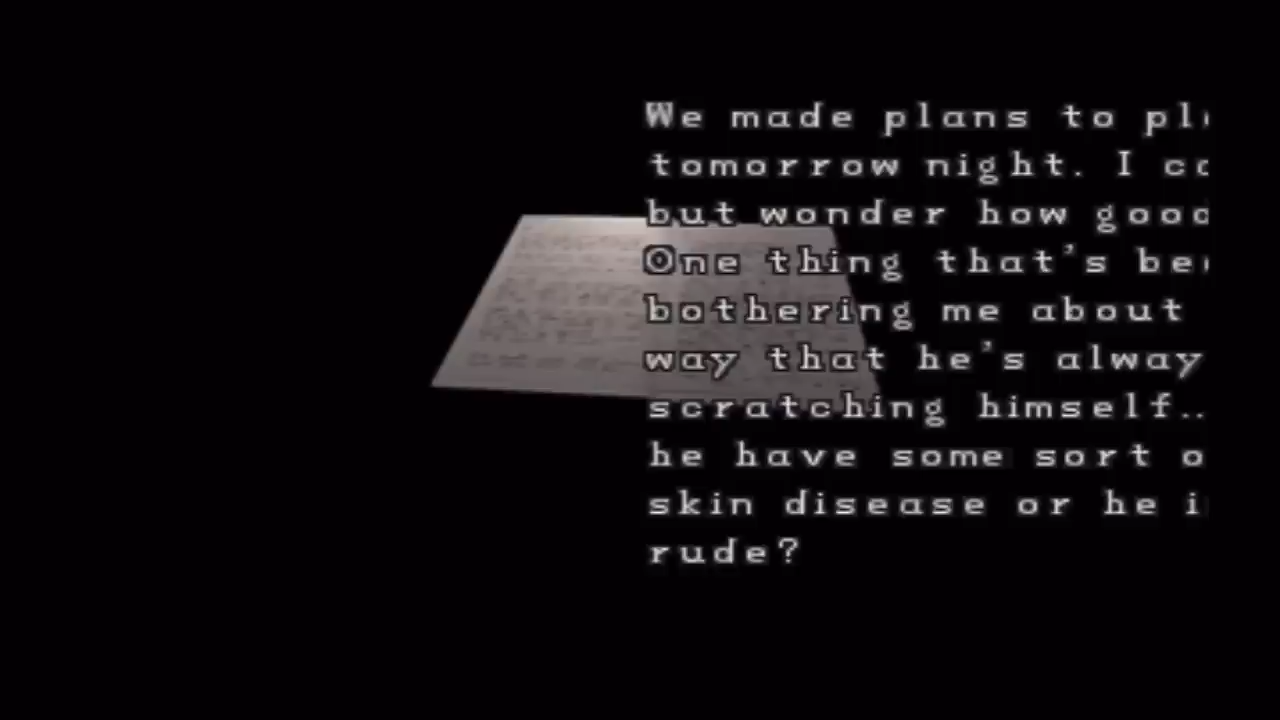 We made plans to
tomorrow night. I
but wonder how
One thing that's
bothering me about
way that he's
scratching himself..
he have some sort
skin disease or he
rude?